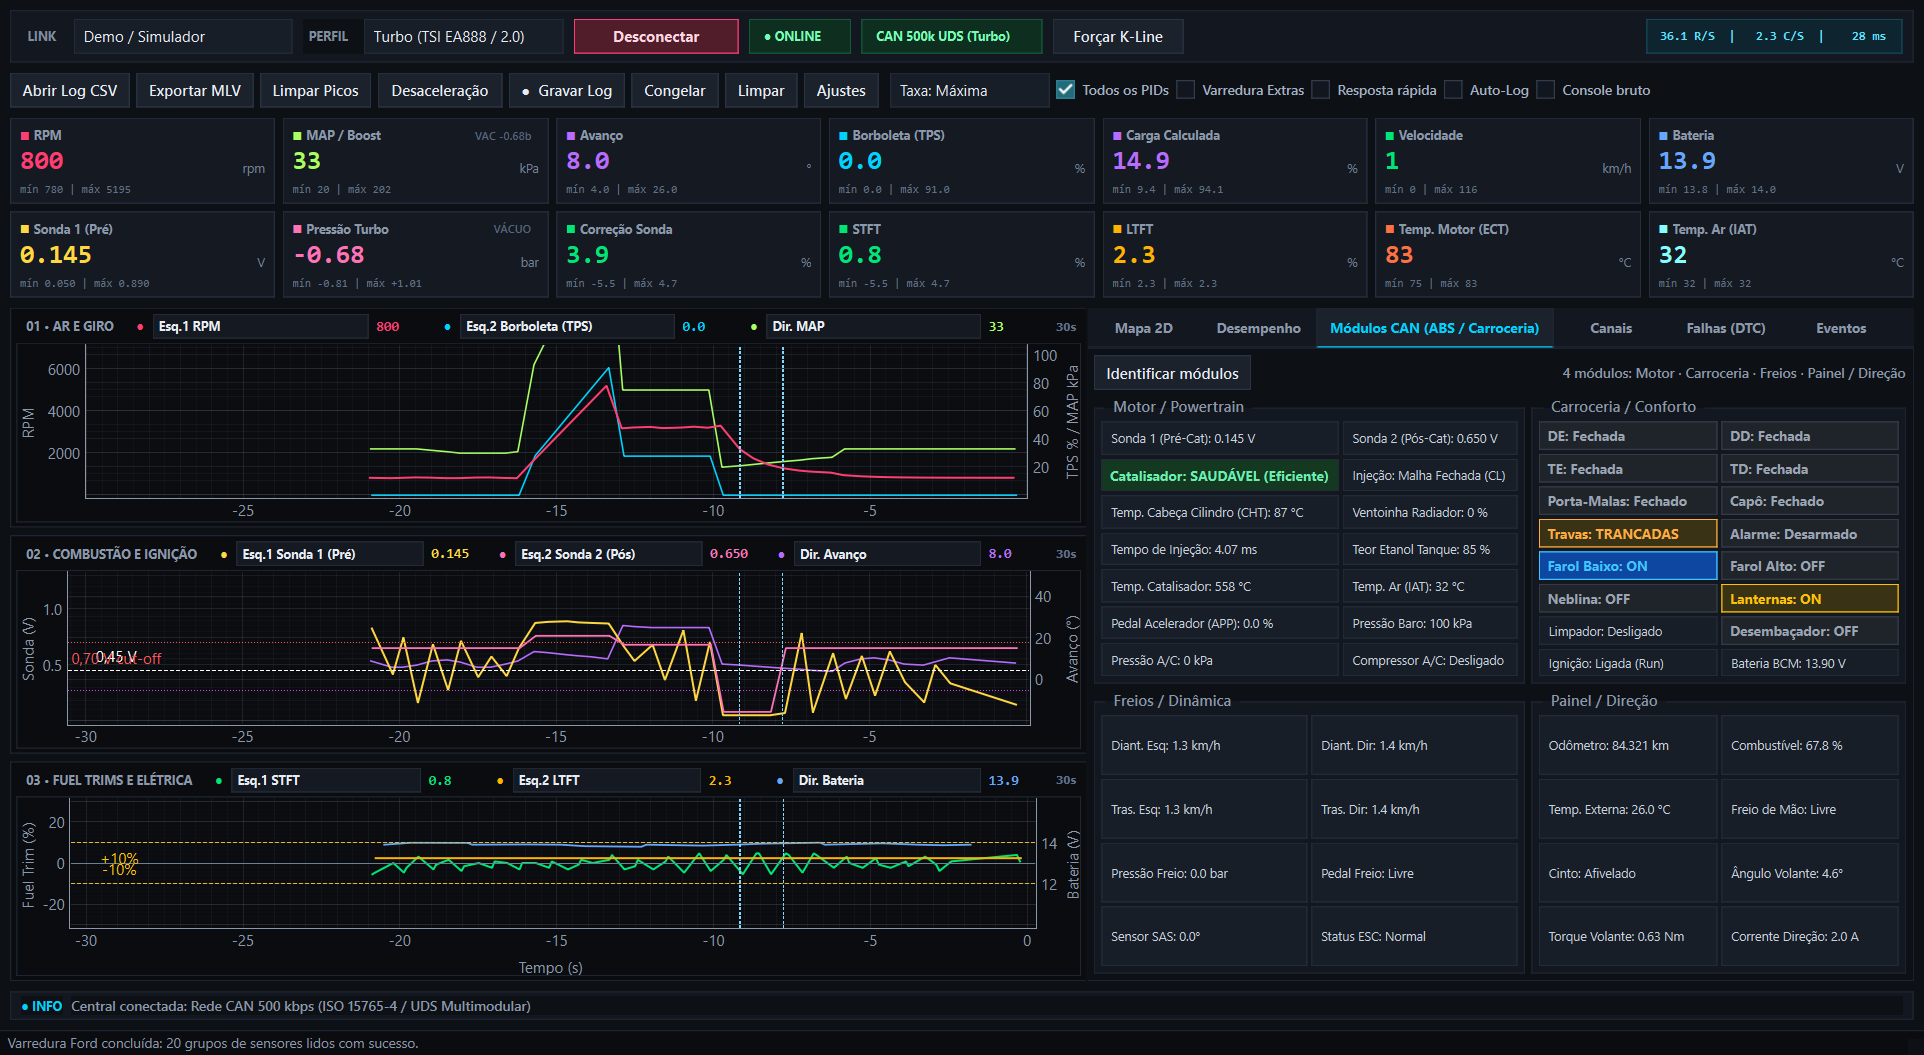 LINK Demo / Simulador PERFIL Turbo (TSI EA888 / 2.0) Desconectar ● ONLINE CAN 500k UDS (Turbo) Forçar K-Line 36.1 R/S | 2.3 C/S | 28 ms
Abrir Log CSV Exportar MLV Limpar Picos Desaceleração ● Gravar Log Congelar Limpar Ajustes Taxa: Máxima Todos os PIDs Varredura Extras Resposta rápida Auto-Log Console bruto
RPM MAP / Boost VAC -0.68b Avanço Borboleta (TPS) Carga Calculada Velocidade Bateria
800 rpm 33 kPa 8.0 ° 0.0 % 14.9 % 1 km/h 13.9 V
mín 780 | máx 5195 mín 20 | máx 202 mín 4.0 | máx 26.0 mín 0.0 | máx 91.0 mín 9.4 | máx 94.1 mín 0 | máx 116 mín 13.8 | máx 14.0
Sonda 1 (Pré) Pressão Turbo VÁCUO Correção Sonda STFT LTFT Temp. Motor (ECT) Temp. Ar (IAT)
0.145 V -0.68 bar 3.9 % 0.8 % 2.3 % 83 °C 32 °C
mín 0.050 | máx 0.890 mín -0.81 | máx +1.01 mín -5.5 | máx 4.7 mín -5.5 | máx 4.7 mín 2.3 | máx 2.3 mín 75 | máx 83 mín 32 | máx 32
01 • AR E GIRO ● Esq.1 RPM 800 ● Esq.2 Borboleta (TPS) 0.0 ● Dir. MAP 33 30s
RPM
6000
4000
2000
100
80
60
40
20
TPS % / MAP kPa
-25 -20 -15 -10 -5
02 • COMBUSTÃO E IGNIÇÃO ● Esq.1 Sonda 1 (Pré) 0.145 ● Esq.2 Sonda 2 (Pós) 0.650 ● Dir. Avanço 8.0 30s
Sonda (V)
1.0
0.5
0,70 V cut-off
0,45 V
40
20
0
Avanço (°)
-30 -25 -20 -15 -10 -5
03 • FUEL TRIMS E ELÉTRICA ● Esq.1 STFT 0.8 ● Esq.2 LTFT 2.3 ● Dir. Bateria 13.9 30s
Fuel Trim (%)
20
0
-20
+10%
-10%
14
12
Bateria (V)
-30 -25 -20 -15 -10 -5 0
Tempo (s)
Mapa 2D Desempenho Módulos CAN (ABS / Carroceria) Canais Falhas (DTC) Eventos
Identificar módulos 4 módulos: Motor · Carroceria · Freios · Painel / Direção
Motor / Powertrain
Sonda 1 (Pré-Cat): 0.145 V Sonda 2 (Pós-Cat): 0.650 V
Catalisador: SAUDÁVEL (Eficiente) Injeção: Malha Fechada (CL)
Temp. Cabeça Cilindro (CHT): 87 °C Ventoinha Radiador: 0 %
Tempo de Injeção: 4.07 ms Teor Etanol Tanque: 85 %
Temp. Catalisador: 558 °C Temp. Ar (IAT): 32 °C
Pedal Acelerador (APP): 0.0 % Pressão Baro: 100 kPa
Pressão A/C: 0 kPa Compressor A/C: Desligado
Carroceria / Conforto
DE: Fechada DD: Fechada
TE: Fechada TD: Fechada
Porta-Malas: Fechado Capô: Fechado
Travas: TRANCADAS Alarme: Desarmado
Farol Baixo: ON Farol Alto: OFF
Neblina: OFF Lanternas: ON
Limpador: Desligado Desembaçador: OFF
Ignição: Ligada (Run) Bateria BCM: 13.90 V
Freios / Dinâmica
Diant. Esq: 1.3 km/h Diant. Dir: 1.4 km/h
Tras. Esq: 1.3 km/h Tras. Dir: 1.4 km/h
Pressão Freio: 0.0 bar Pedal Freio: Livre
Sensor SAS: 0.0° Status ESC: Normal
Painel / Direção
Odômetro: 84.321 km Combustível: 67.8 %
Temp. Externa: 26.0 °C Freio de Mão: Livre
Cinto: Afivelado Ângulo Volante: 4.6°
Torque Volante: 0.63 Nm Corrente Direção: 2.0 A
● INFO Central conectada: Rede CAN 500 kbps (ISO 15765-4 / UDS Multimodular)
Varredura Ford concluída: 20 grupos de sensores lidos com sucesso.